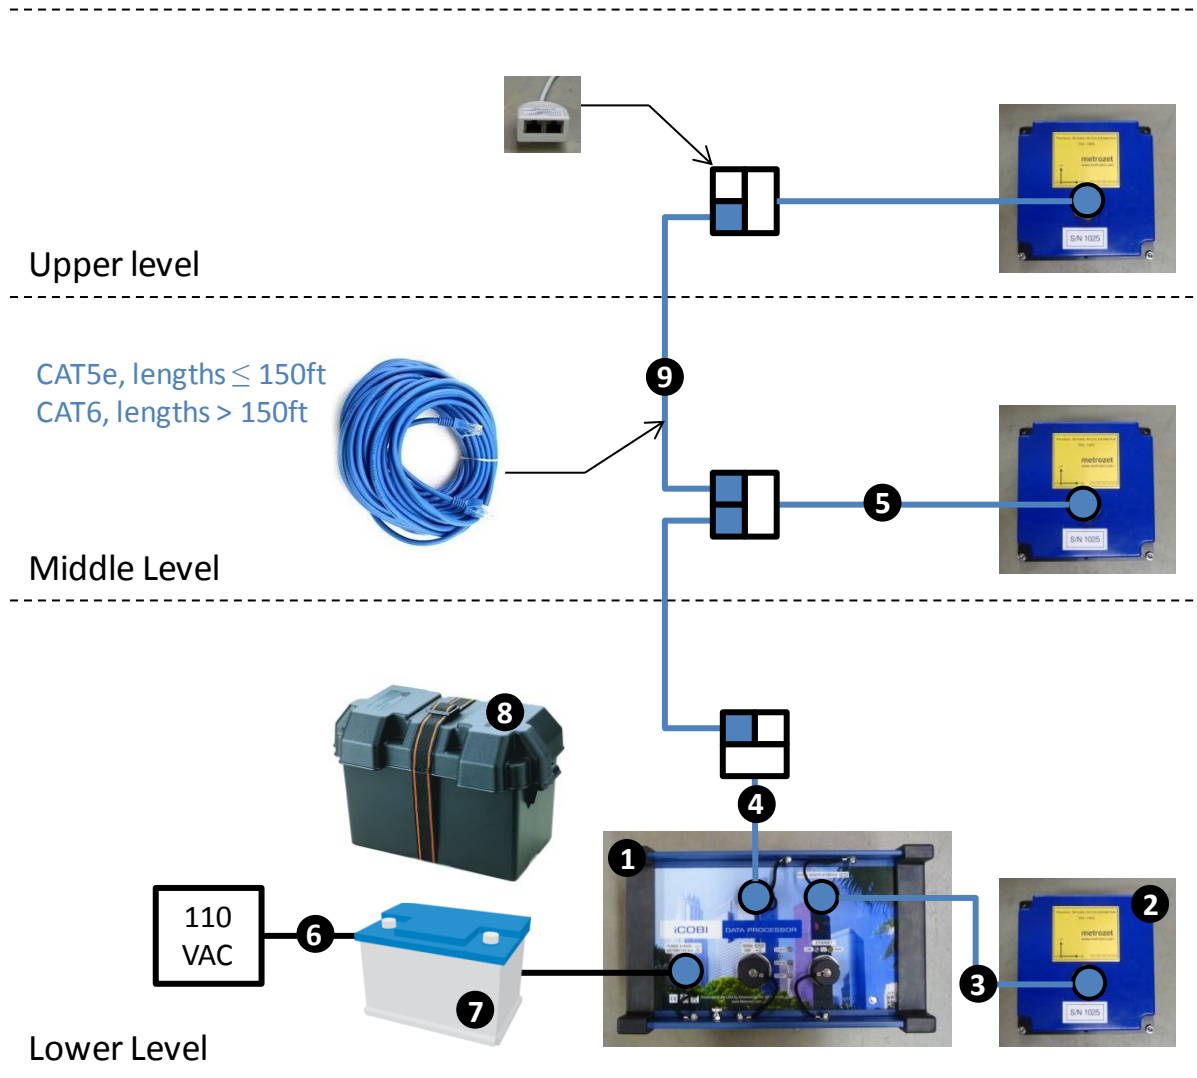 Upper level
metrozet
S/N 1025
CAT5e, lengths ≤ 150ft
CAT6, lengths > 150ft
9
metrozet
5
S/N 1025
Middle Level
8
4
1
2
110
VAC
6
7
iCOBI
DATA PROCESSOR
metrozet
3
S/N 1025
Lower Level